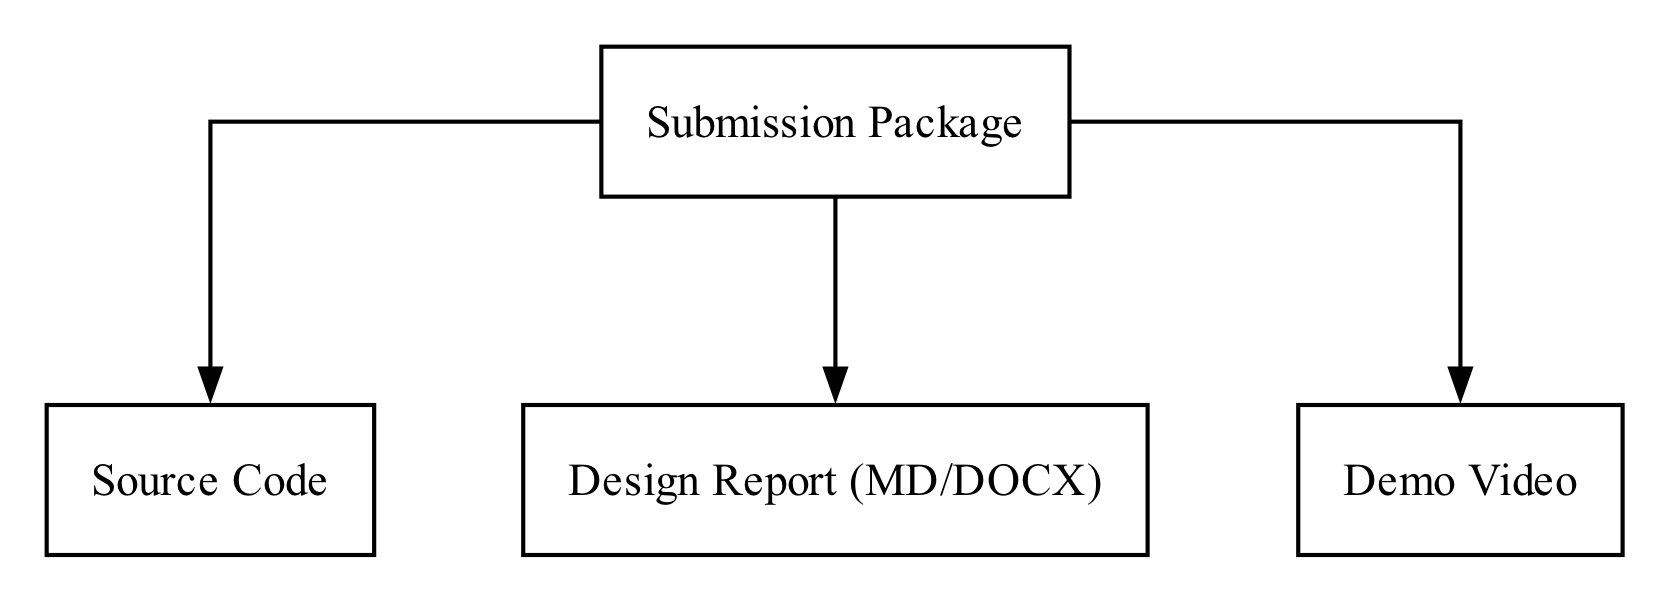 Submission Package
Source Code
Design Report (MD/DOCX)
Demo Video